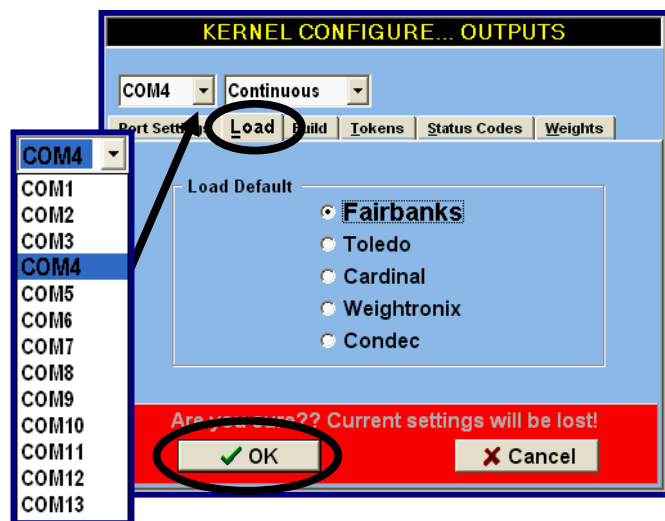 KERNEL CONFIGURE... OUTPUTS
COM4 Continuous
Port Settings Load Build Tokens Status Codes Weights
COM4
COM1
COM2
COM3
COM4
COM5
COM6
COM7
COM8
COM9
COM10
COM11
COM12
COM13
Load Default
Fairbanks
Toledo
Cardinal
Weightronix
Condec
Are you sure?? Current settings will be lost!
OK Cancel